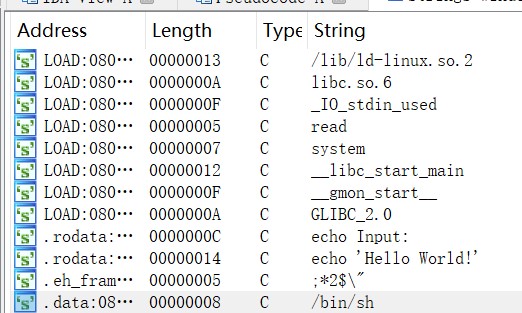 Address Length Type String
LOAD:080… 00000013 C /lib/ld-linux.so.2
LOAD:080… 0000000A C libc.so.6
LOAD:080… 0000000F C _IO_stdin_used
LOAD:080… 00000005 C read
LOAD:080… 00000007 C system
LOAD:080… 00000012 C __libc_start_main
LOAD:080… 0000000F C __gmon_start__
LOAD:080… 0000000A C GLIBC_2.0
.rodata:… 0000000C C echo Input:
.rodata:… 00000014 C echo 'Hello World!'
.eh_fram… 00000005 C ;*2$\"
.data:08… 00000008 C /bin/sh